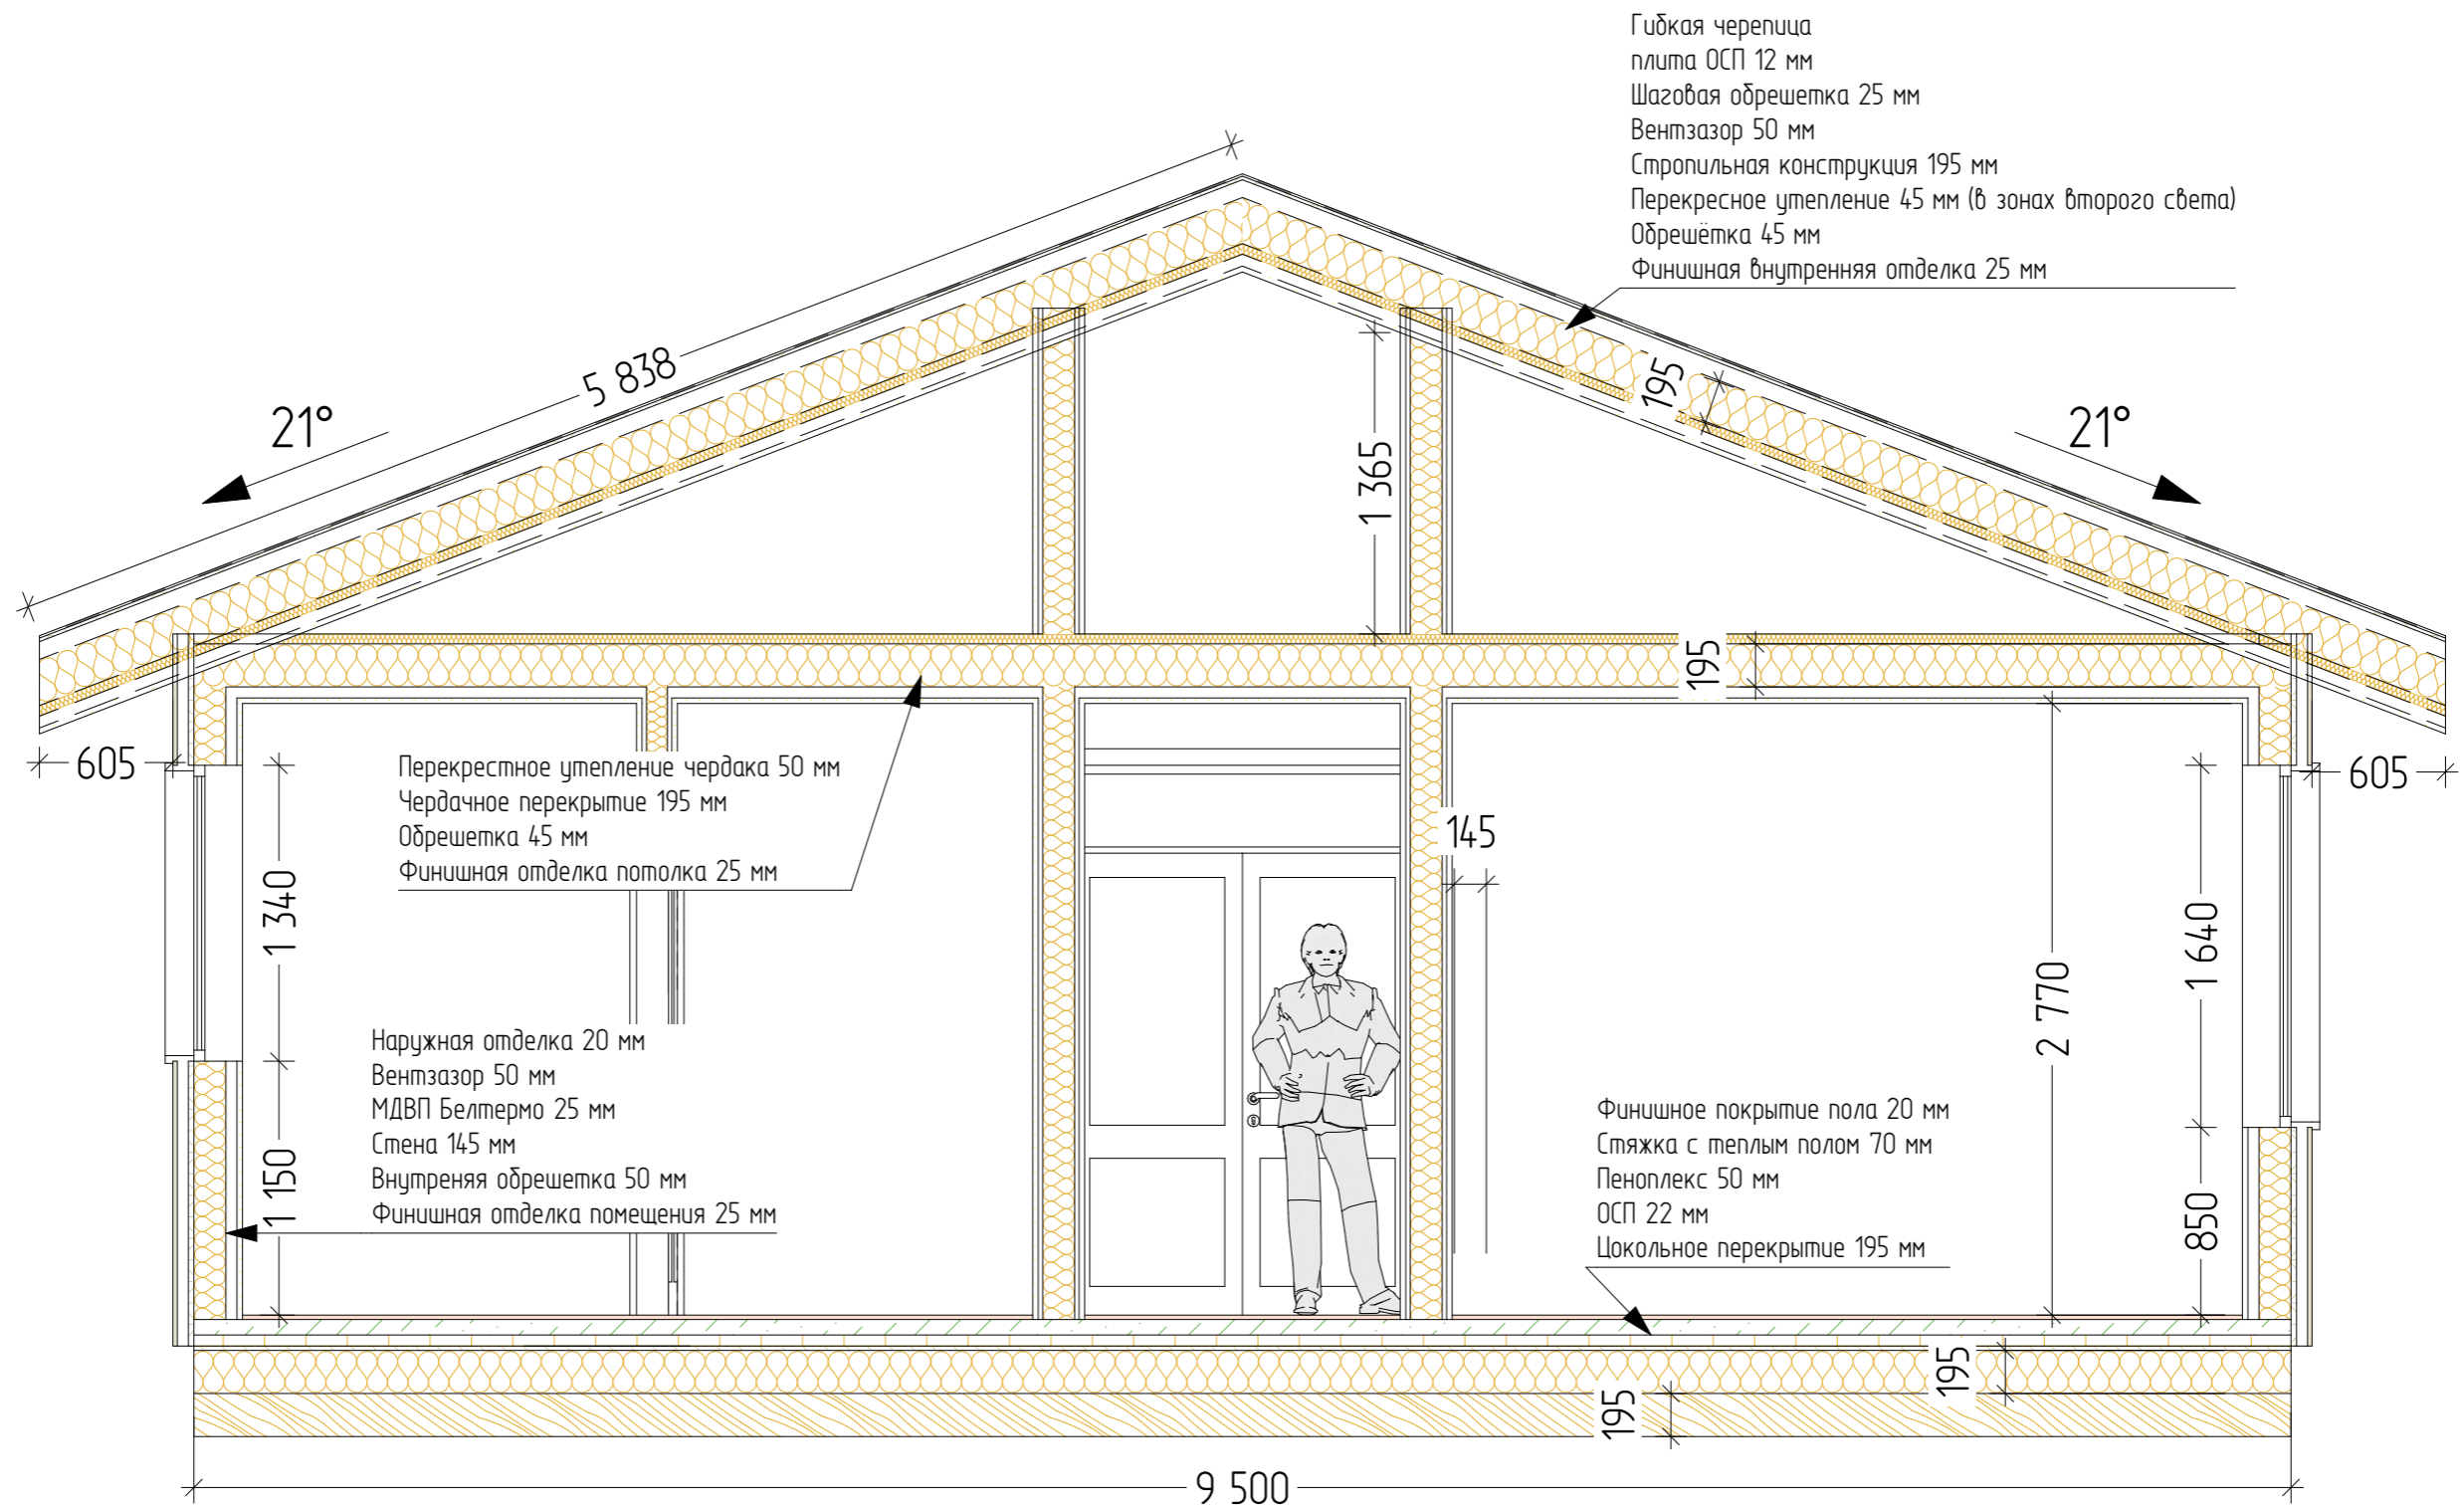 Гибкая черепица
плита ОСП 12 мм
Шаговая обрешетка 25 мм
Вентзазор 50 мм
Стропильная конструкция 195 мм
Перекресное утепление 45 мм (в зонах второго света)
Обрешётка 45 мм
Финишная внутренняя отделка 25 мм
5 838
21°
195
21°
1 365
195
605
Перекрестное утепление чердака 50 мм
Чердачное перекрытие 195 мм
Обрешетка 45 мм
Финишная отделка потолка 25 мм
605
145
1 340
1 640
2 770
Наружная отделка 20 мм
Вентзазор 50 мм
МДВП Белтермо 25 мм
Стена 145 мм
Внутреняя обрешетка 50 мм
Финишная отделка помещения 25 мм
1 150
Финишное покрытие пола 20 мм
Стяжка с теплым полом 70 мм
Пеноплекс 50 мм
ОСП 22 мм
Цокольное перекрытие 195 мм
850
195
195
9 500